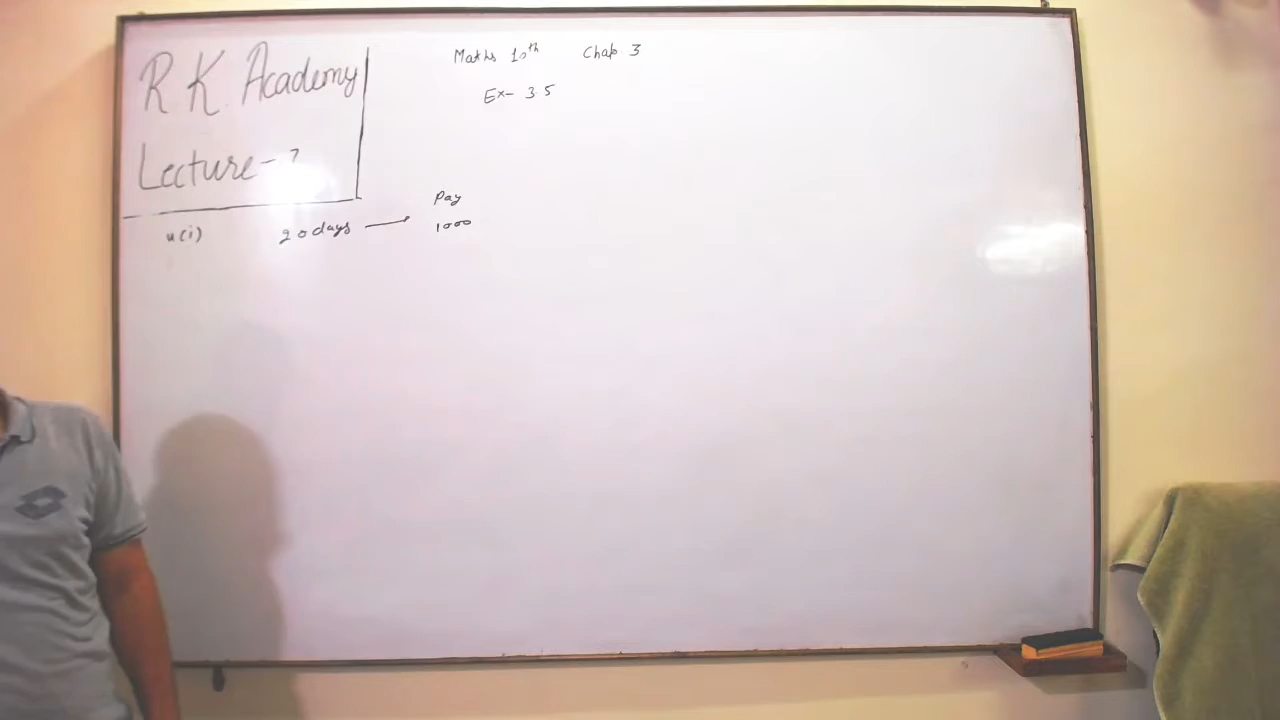 R K. Academy
Lecture - 7
Maths 10th Chap 3
Ex- 3.5
Pay
4(i) 20 days → 1000